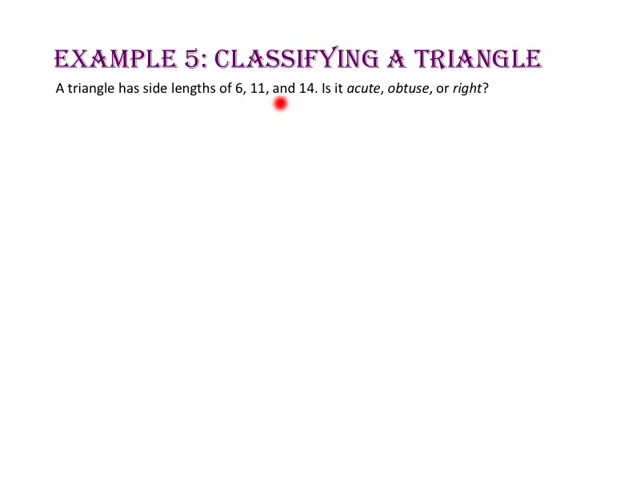 Example 5: Classifying a Triangle
A triangle has side lengths of 6, 11, and 14. Is it acute, obtuse, or right?